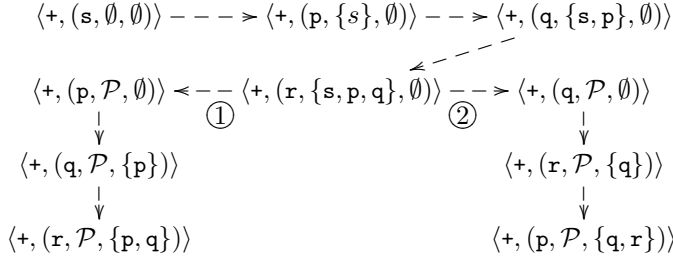 ⟨+, (s, ∅, ∅)⟩ ⟨+, (p, {s}, ∅)⟩ ⟨+, (q, {s, p}, ∅)⟩
⟨+, (p, 𝒫, ∅)⟩ ⟨+, (r, {s, p, q}, ∅)⟩ ⟨+, (q, 𝒫, ∅)⟩
① ②
⟨+, (q, 𝒫, {p})⟩ ⟨+, (r, 𝒫, {q})⟩
⟨+, (r, 𝒫, {p, q})⟩ ⟨+, (p, 𝒫, {q, r})⟩